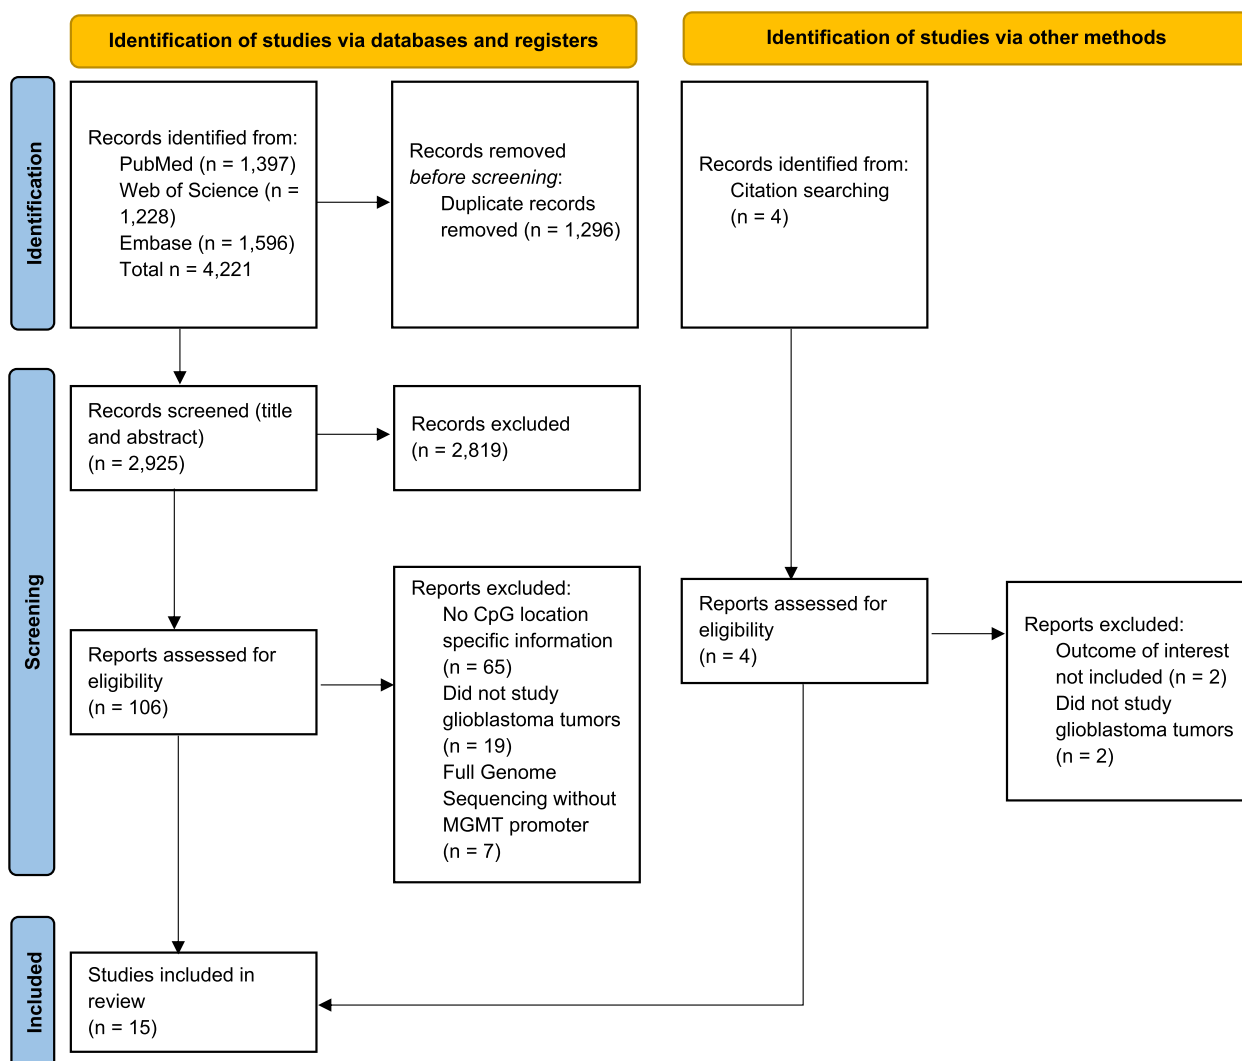 Identification of studies via databases and registers
Identification of studies via other methods
Identification
Records identified from:
PubMed (n = 1,397)
Web of Science (n =
1,228)
Embase (n = 1,596)
Total n = 4,221
Records removed
before screening:
Duplicate records
removed (n = 1,296)
Records identified from:
Citation searching
(n = 4)
Screening
Records screened (title
and abstract)
(n = 2,925)
Records excluded
(n = 2,819)
Reports assessed for
eligibility
(n = 106)
Reports excluded:
No CpG location
specific information
(n = 65)
Did not study
glioblastoma tumors
(n = 19)
Full Genome
Sequencing without
MGMT promoter
(n = 7)
Reports assessed for
eligibility
(n = 4)
Reports excluded:
Outcome of interest
not included (n = 2)
Did not study
glioblastoma tumors
(n = 2)
Included
Studies included in
review
(n = 15)